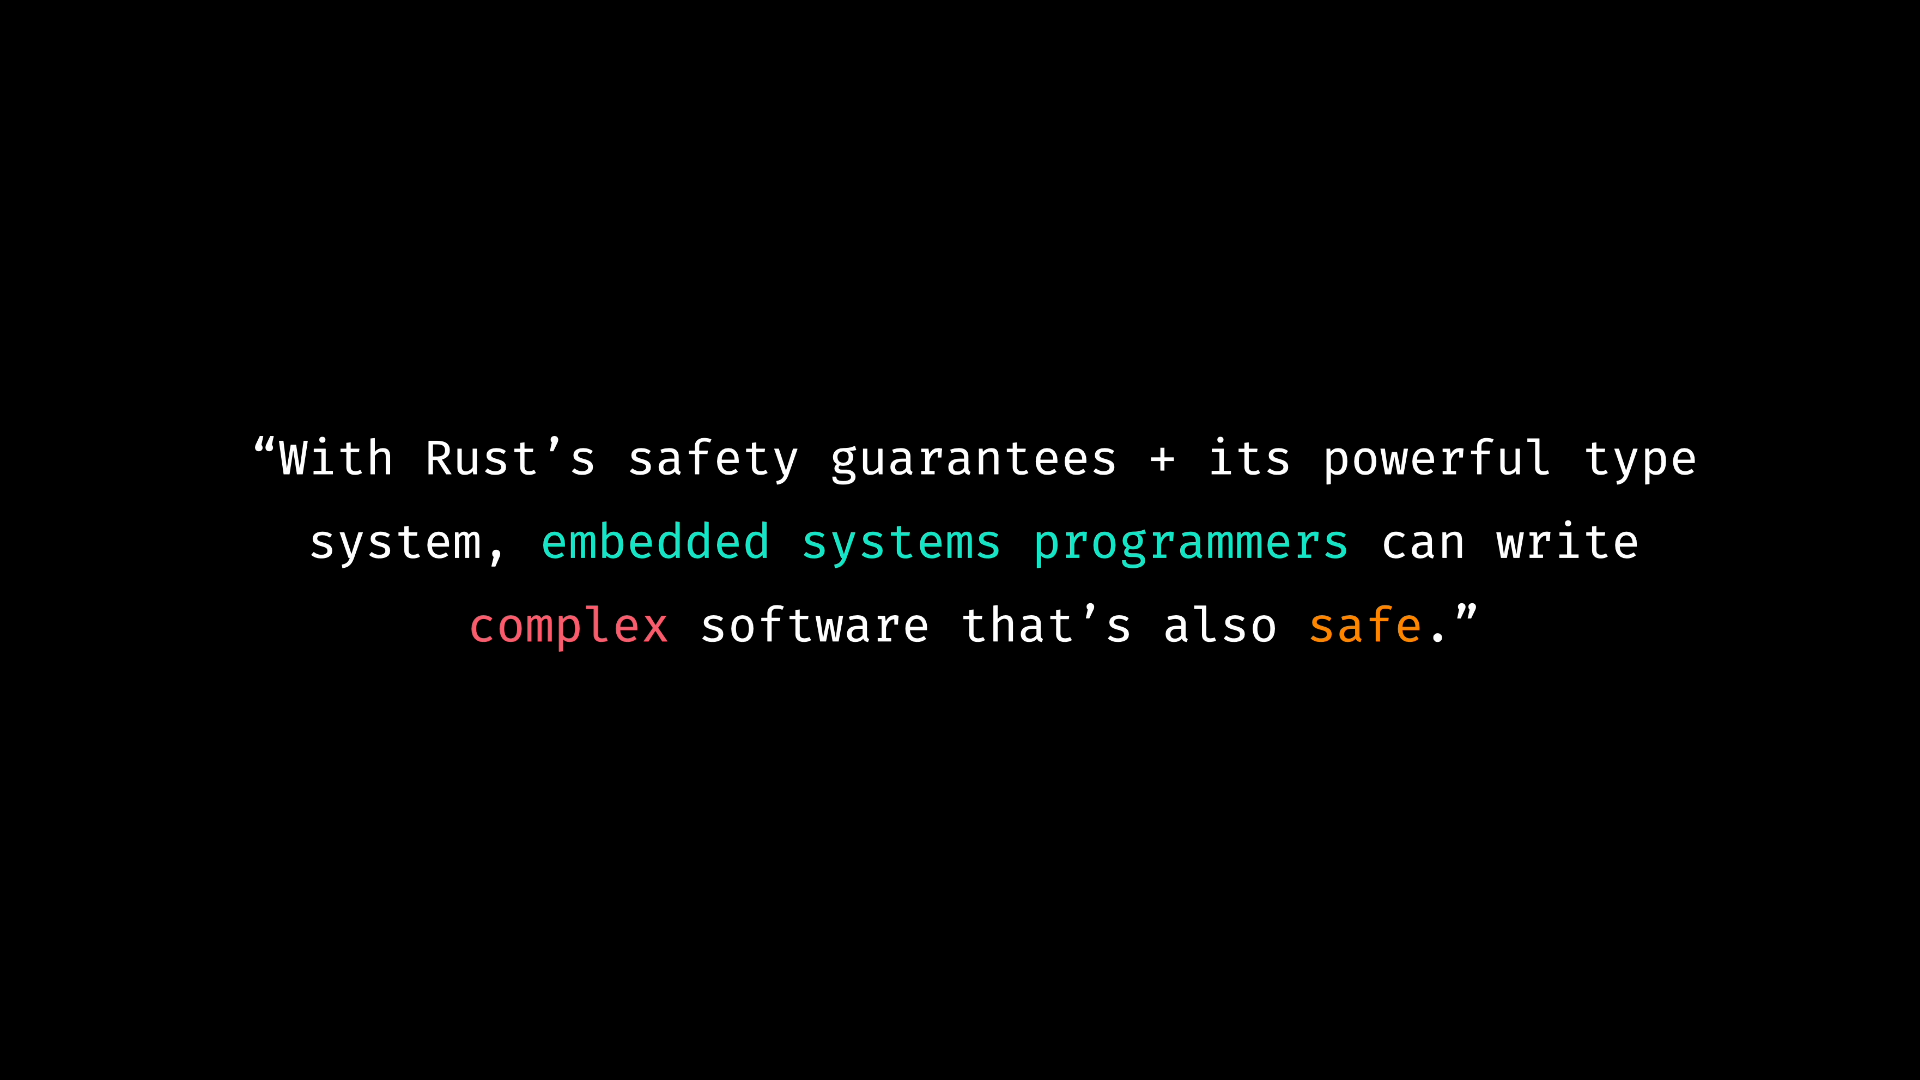 “With Rust’s safety guarantees + its powerful type
system, embedded systems programmers can write
complex software that’s also safe.”